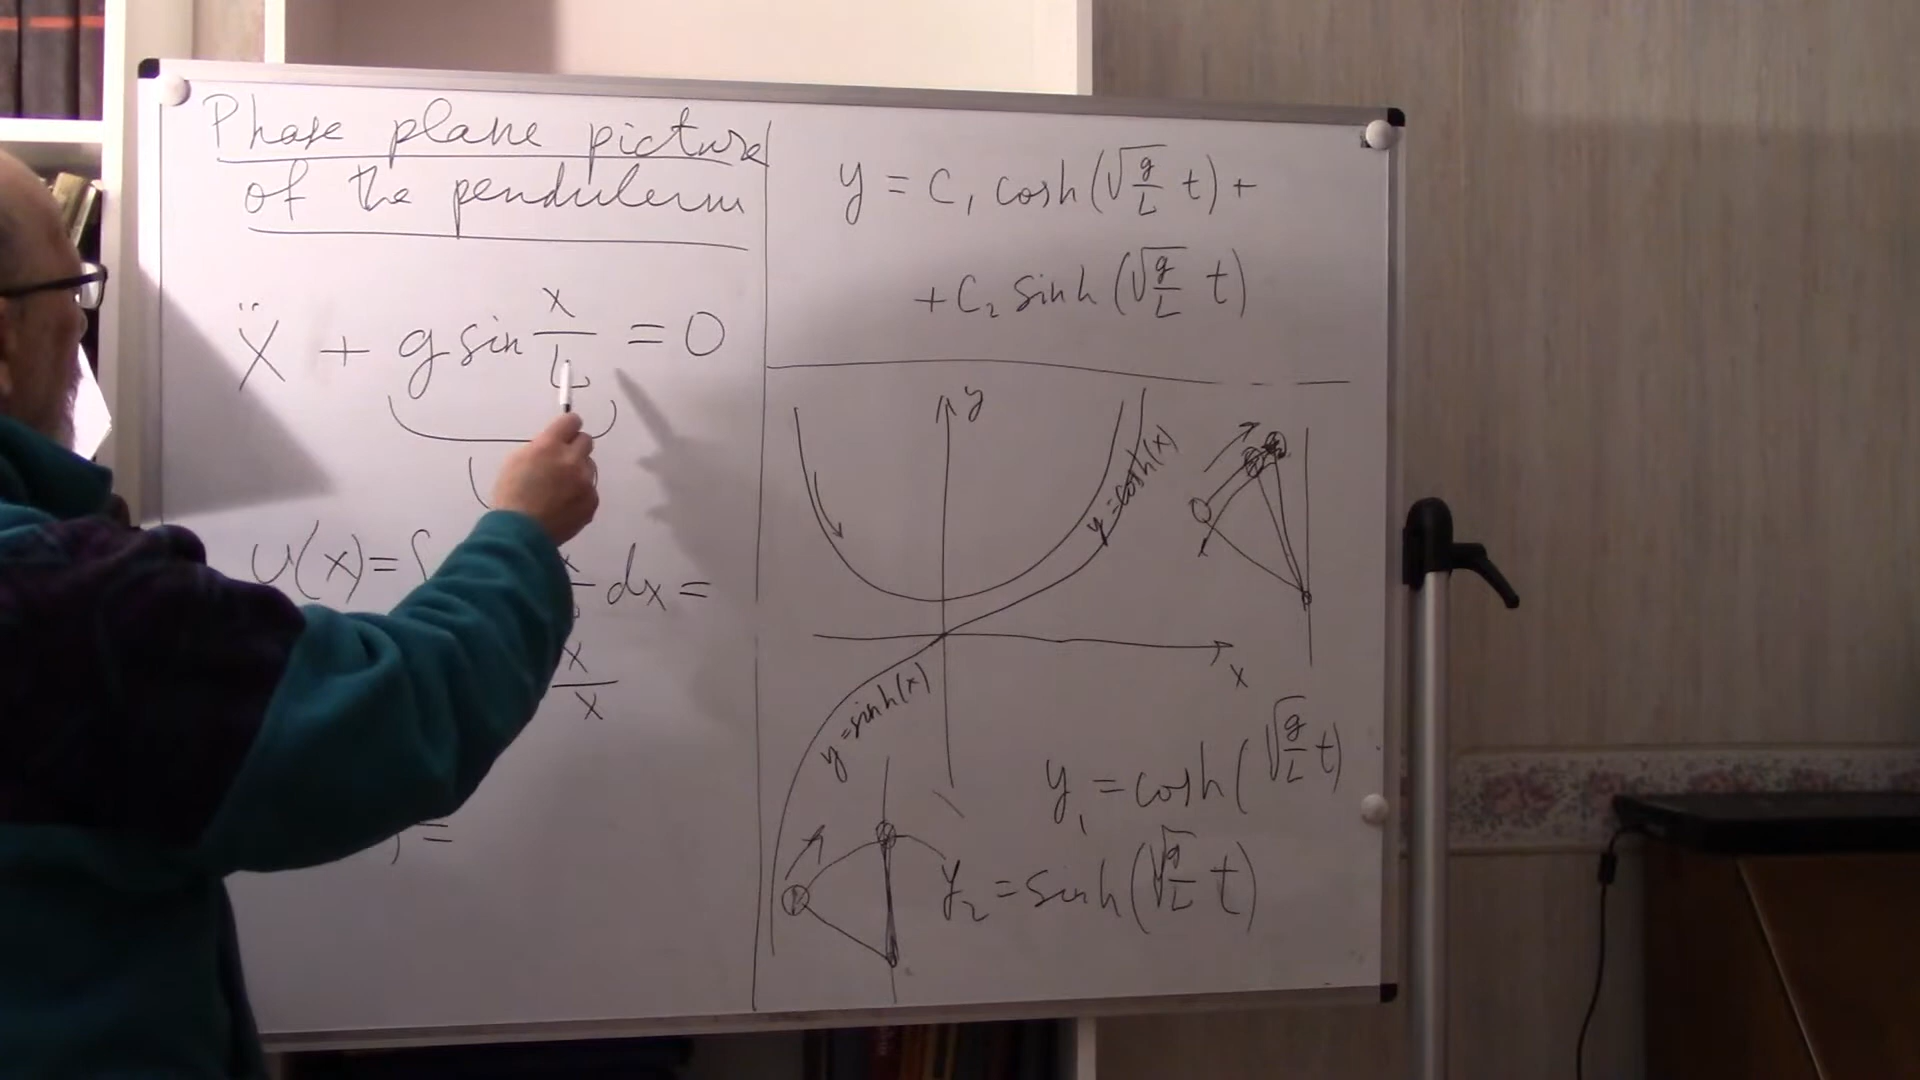 Phase plane picture
of the pendulum
ẍ + g sin x/L = 0
u(x) = ∫ dx =
x/x
=
y = C₁ cosh(√(g/L) t) +
+ C₂ sinh(√(g/L) t)
y
y = cosh(x)
x
y = sinh(x)
y₁ = cosh(√(g/L) t)
y₂ = sinh(√(g/L) t)